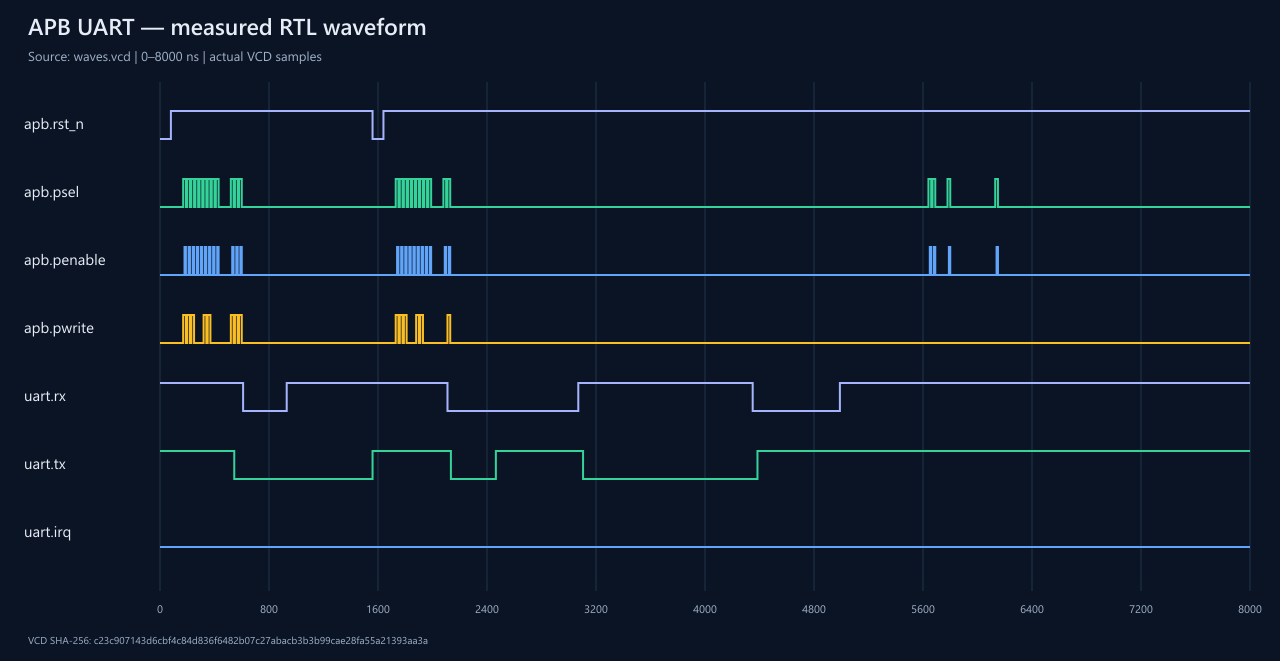 APB UART — measured RTL waveform
Source: waves.vcd | 0–8000 ns | actual VCD samples
apb.rst_n
apb.psel
apb.penable
apb.pwrite
uart.rx
uart.tx
uart.irq
0 800 1600 2400 3200 4000 4800 5600 6400 7200 8000
VCD SHA-256: c23c907143d6cbf4c84d836f6482b07c27abacb3b3b99cae28fa55a21393aa3a